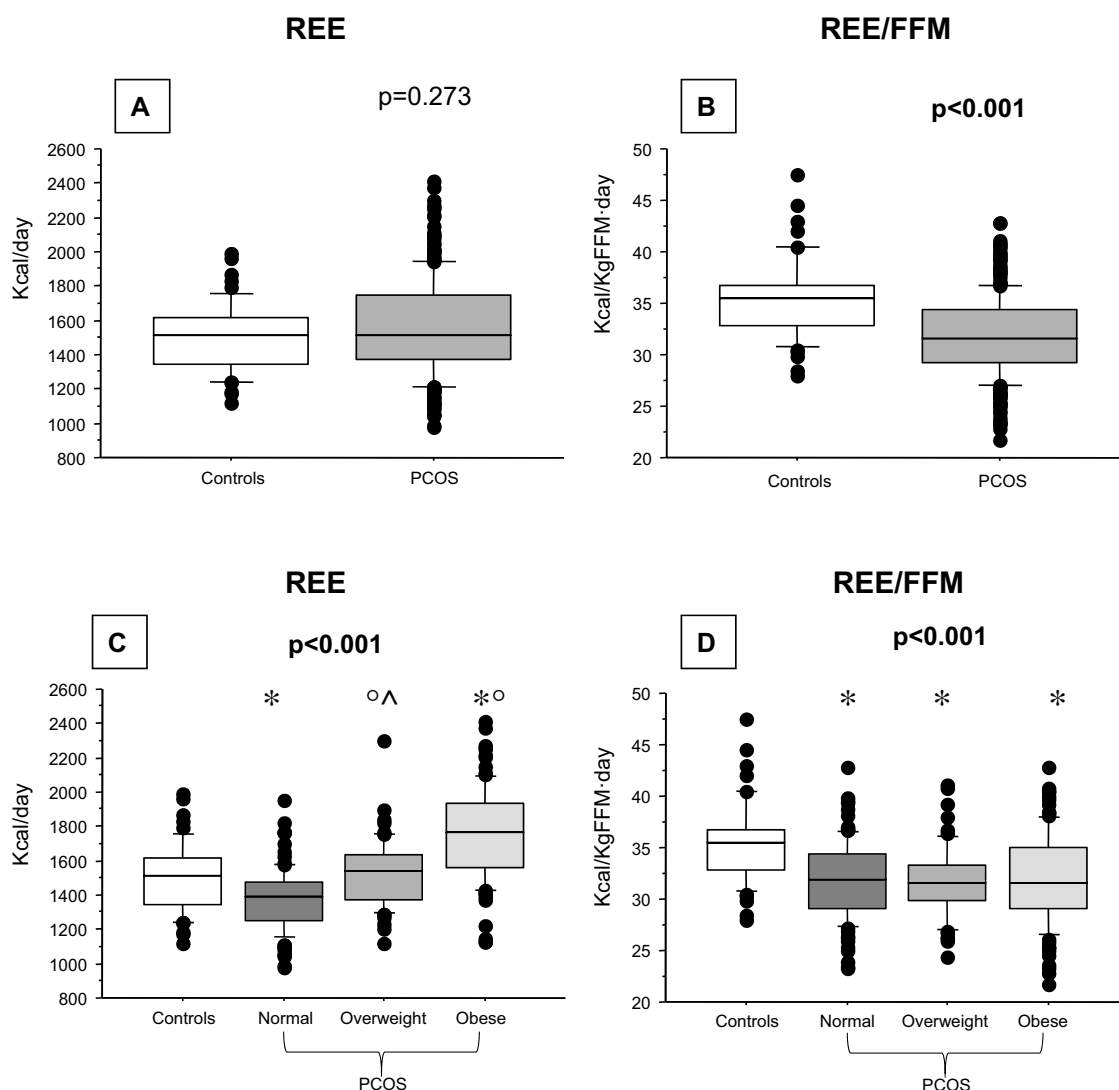 REE
REE/FFM
A
p=0.273
B
p<0.001
Kcal/day
2600
2400
2200
2000
1800
1600
1400
1200
1000
800
Controls
PCOS
Kcal/KgFFM·day
50
45
40
35
30
25
20
Controls
PCOS
REE
REE/FFM
C
p<0.001
D
p<0.001
Kcal/day
2600
2400
2200
2000
1800
1600
1400
1200
1000
800
*
°^
*°
Controls
Normal
Overweight
Obese
PCOS
Kcal/KgFFM·day
50
45
40
35
30
25
20
*
*
*
Controls
Normal
Overweight
Obese
PCOS